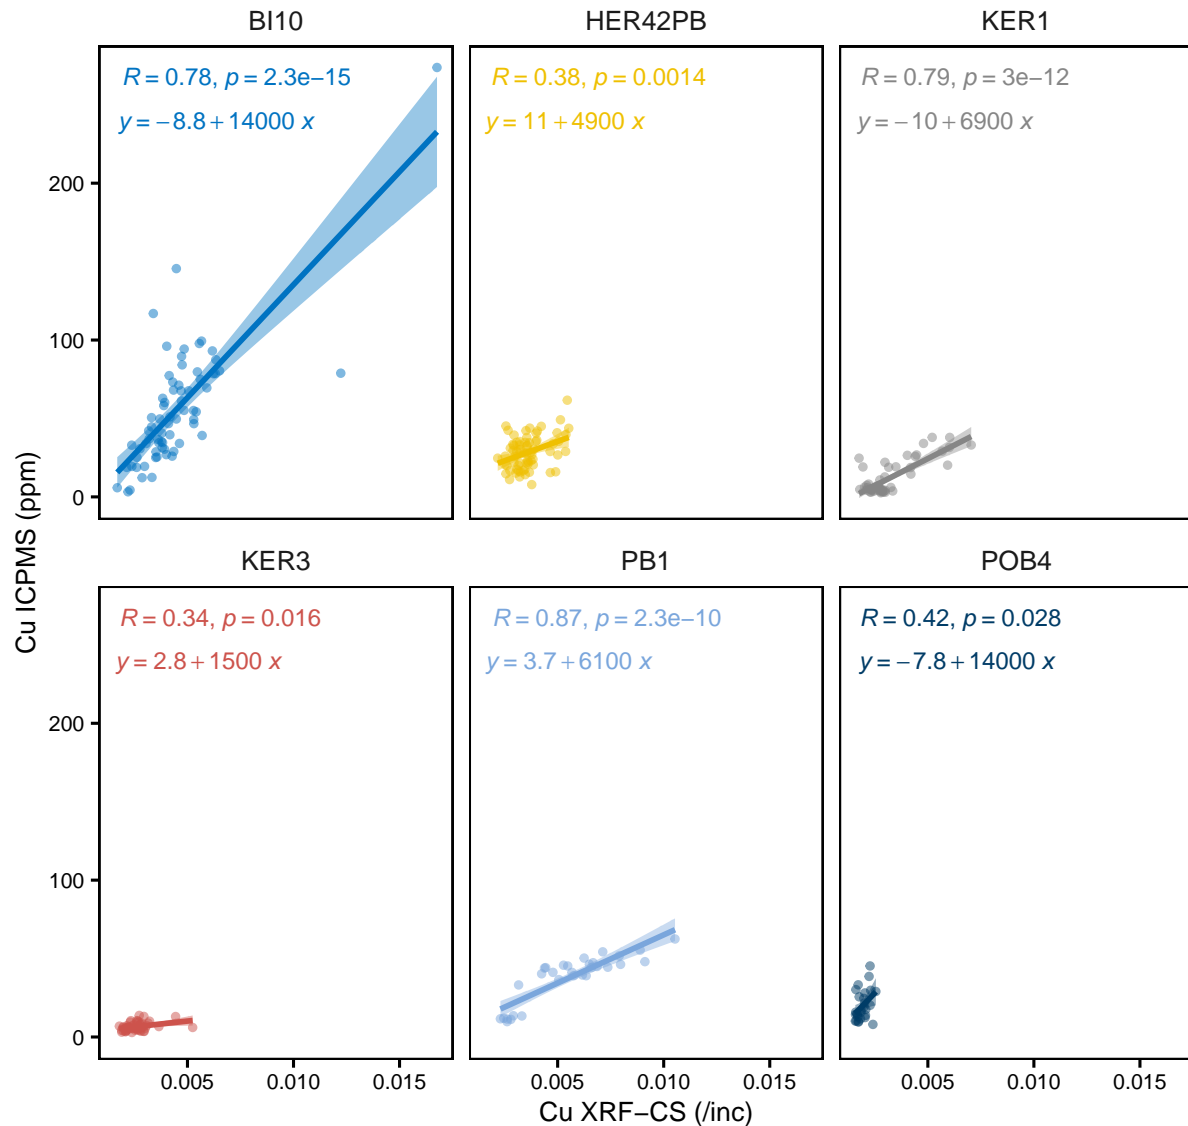 BI10
HER42PB
KER1
R = 0.78, p = 2.3e−15
y = −8.8 + 14000 x
R = 0.38, p = 0.0014
y = 11 + 4900 x
R = 0.79, p = 3e−12
y = −10 + 6900 x
200
100
0
Cu ICPMS (ppm)
KER3
PB1
POB4
R = 0.34, p = 0.016
y = 2.8 + 1500 x
R = 0.87, p = 2.3e−10
y = 3.7 + 6100 x
R = 0.42, p = 0.028
y = −7.8 + 14000 x
200
100
0
0.005 0.010 0.015
0.005 0.010 0.015
0.005 0.010 0.015
Cu XRF−CS (/inc)